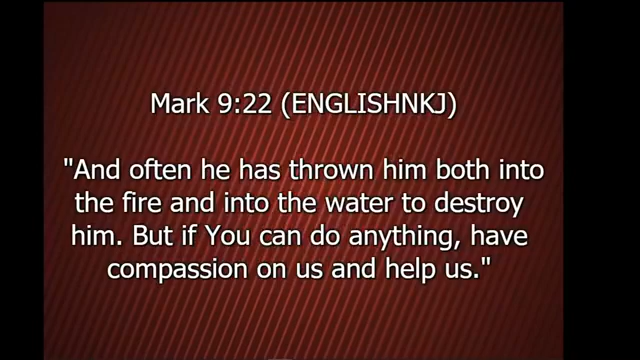 Mark 9:22 (ENGLISHNKJ)
"And often he has thrown him both into
the fire and into the water to destroy
him. But if You can do anything, have
compassion on us and help us."